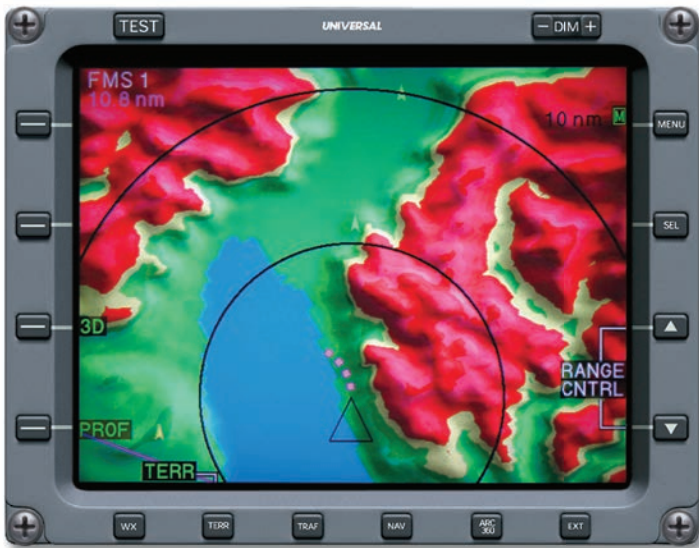 TEST
UNIVERSAL
− DIM +
FMS 1
10.8 nm
10 nm M
MENU
SEL
3D
RANGE
CNTRL
PROF
TERR
WX
TERR
TRAF
NAV
ARC
360
EXT